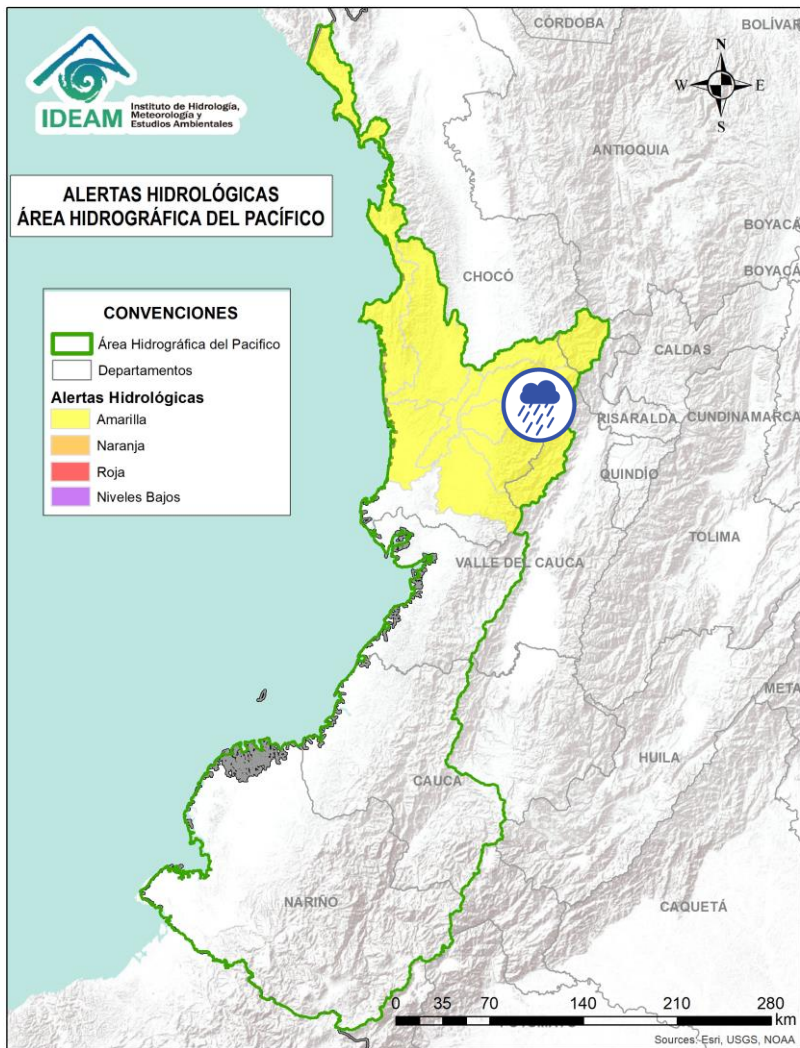 CÓRDOBA
BOLÍVAR
N
W
E
S
IDEAM
Instituto de Hidrología,
Meteorología y
Estudios Ambientales
ANTIOQUIA
ALERTAS HIDROLÓGICAS
ÁREA HIDROGRÁFICA DEL PACÍFICO
BOYACÁ
BOYACÁ
CHOCÓ
CONVENCIONES
Área Hidrográfica del Pacifico
Departamentos
Alertas Hidrológicas
Amarilla
Naranja
Roja
Niveles Bajos
CALDAS
RISARALDA
CUNDINAMARCA
QUINDÍO
TOLIMA
VALLE DEL CAUCA
META
HUILA
CAUCA
NARIÑO
CAQUETÁ
0 35 70 140 210 280
km
Sources: Esri, USGS, NOAA